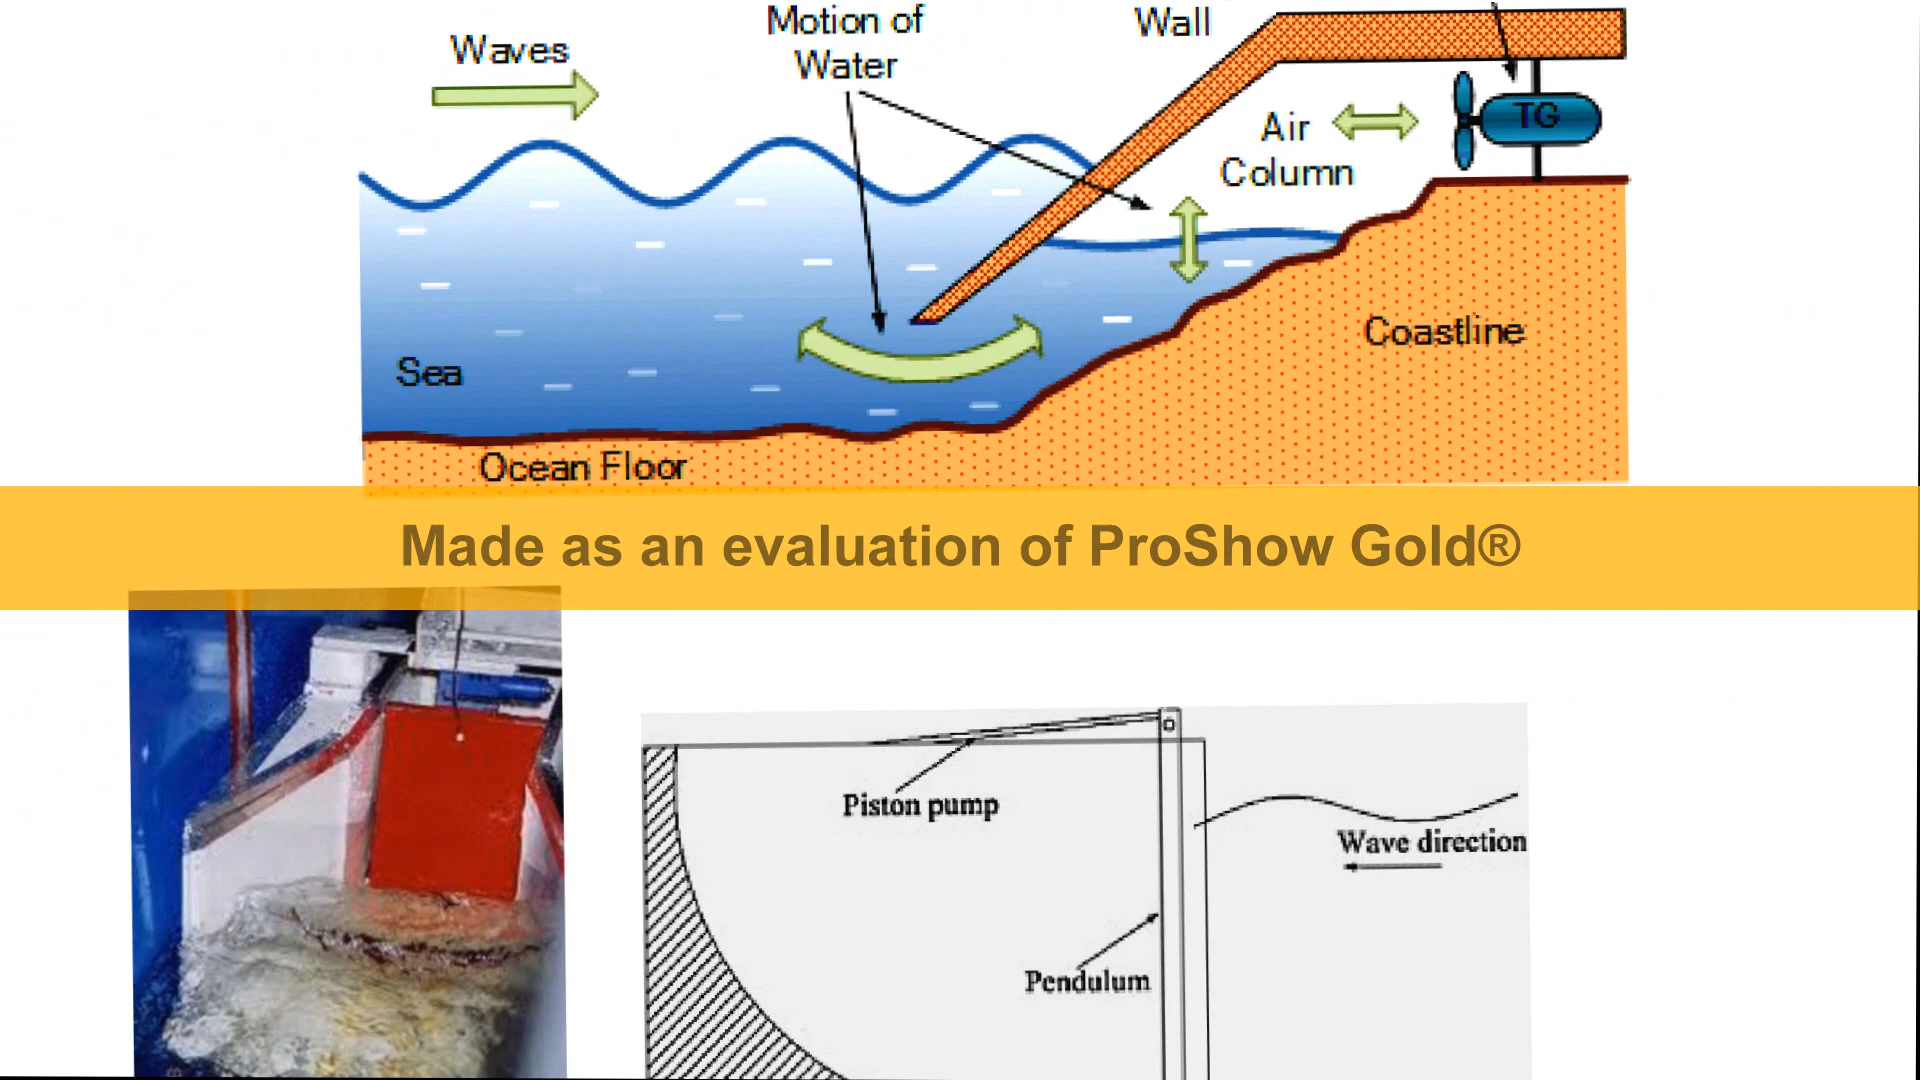 Waves
Motion of
Water
Wall
Air
Column
TG
Sea
Coastline
Ocean Floor
Made as an evaluation of ProShow Gold®
Piston pump
Wave direction
Pendulum